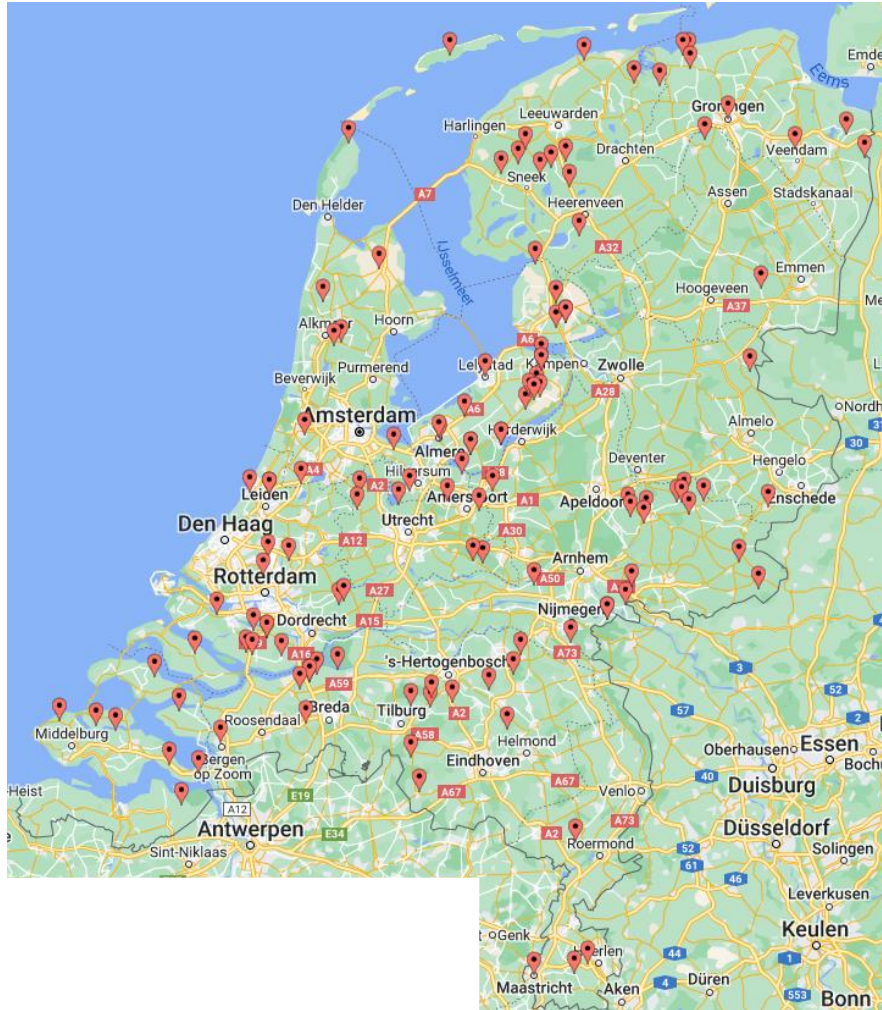 Emde
Eems
Groningen
Leeuwarden
Harlingen
Veendam
Drachten
Sneek
Assen
Stadskanaal
A7
Den Helder
Heerenveen
A32
IJsselmeer
Emmen
Hoogeveen
A37
Me
Alkmaar
Hoorn
A6
Lelystad
Kampen
Zwolle
Purmerend
Beverwijk
A28
A6
Nordh
Amsterdam
Almelo
31
Almere
Harderwijk
30
Deventer
Hengelo
A4
A2
Hilversum
Leiden
Amersfoort
A1
Apeldoorn
Enschede
Den Haag
Utrecht
A12
A30
Arnhem
Rotterdam
A27
A50
Nijmegen
Dordrecht
A15
A16
A73
's-Hertogenbosch
3
A59
52
Breda
Tilburg
A2
57
2
Roosendaal
Middelburg
A58
Helmond
Oberhausen
Essen
Bergen
op Zoom
Eindhoven
Bochu
-Heist
A67
40
Duisburg
E19
A67
Venlo
A12
Antwerpen
E34
A2
A73
Düsseldorf
Sint-Niklaas
Roermond
52
Solingen
61
46
Leverkusen
Genk
Heerlen
Keulen
44
1
Maastricht
4
Düren
Aken
553
Bonn